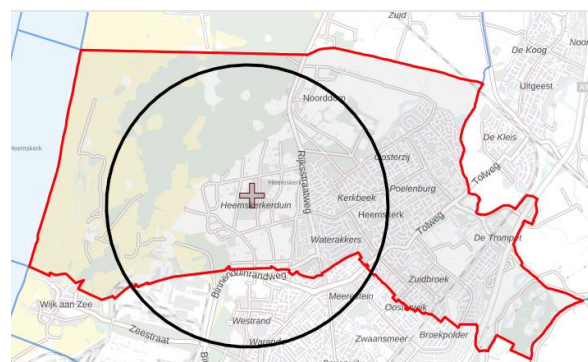 Zuid
De Koog
Uitgeest
Noorddorp
Heemskerk
Oosterzij
De Kleis
Rijksstraatweg
Kerkbeek
Poelenburg
Tolweg
Heemskerkerduin
Heemskerk
Tolweg
De Trompet
Waterakkers
Binnenduinrandweg
Zuidbroek
Meerestein
Wijk aan Zee
Oosterwijk
Westrand
Broekpolder
Zeestraat
Zwaansmeer